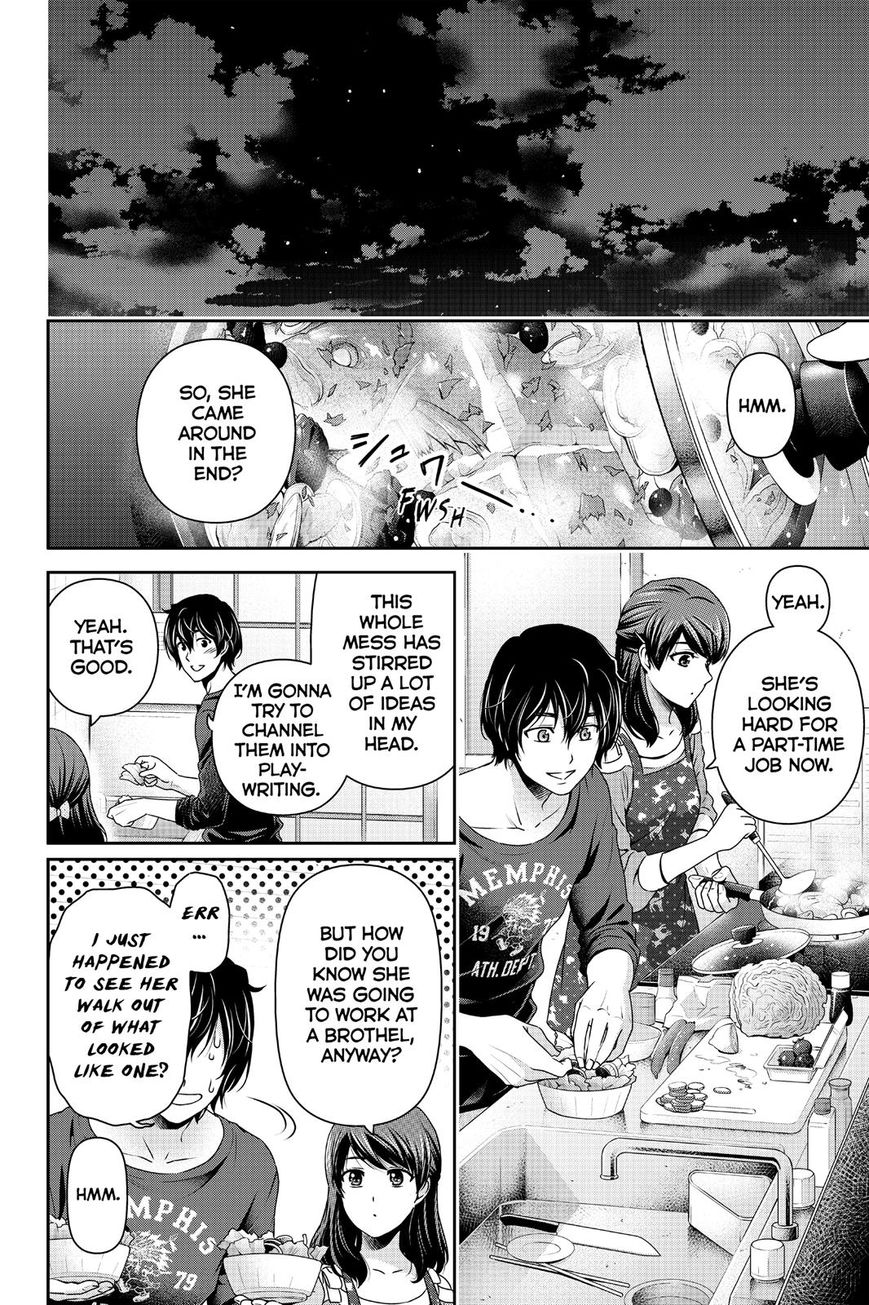 HMM.
SO, SHE
CAME
AROUND
IN THE
END?
シュワー
FWSH
YEAH.
SHE'S
LOOKING
HARD FOR
A PART-TIME
JOB NOW.
MEMPHIS
19 79
ATH. DEPT
THIS
WHOLE
MESS HAS
STIRRED
UP A LOT
OF IDEAS
IN MY
HEAD.
I'M GONNA
TRY TO
CHANNEL
THEM INTO
PLAY-
WRITING.
YEAH.
THAT'S
GOOD.
BUT HOW
DID YOU
KNOW SHE
WAS GOING
TO WORK AT
A BROTHEL,
ANYWAY?
ERR
...
I JUST
HAPPENED
TO SEE HER
WALK OUT
OF WHAT
LOOKED
LIKE ONE?
HMM.
MPHIS
79